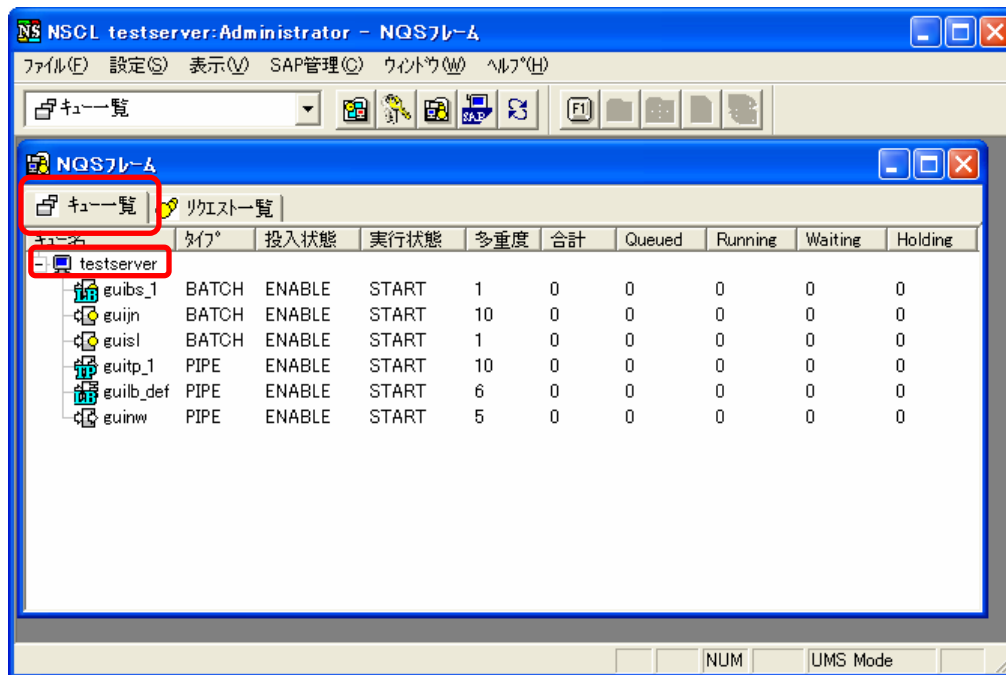 NS NSCL testserver:Administrator - NQSﾌﾚｰﾑ
ﾌｧｲﾙ(F) 設定(S) 表示(V) SAP管理(C) ｳｨﾝﾄﾞｳ(W) ﾍﾙﾌﾟ(H)
ｷｭｰ一覧 SAP F1
NQSﾌﾚｰﾑ
ｷｭｰ一覧 ﾘｸｴｽﾄ一覧
ｷｭｰ名 ﾀｲﾌﾟ 投入状態 実行状態 多重度 合計 Queued Running Waiting Holding
testserver
guibs_1 BATCH ENABLE START 1 0 0 0 0 0
guijn BATCH ENABLE START 10 0 0 0 0 0
guisl BATCH ENABLE START 1 0 0 0 0 0
guitp_1 PIPE ENABLE START 10 0 0 0 0 0
guilb_def PIPE ENABLE START 6 0 0 0 0 0
guinw PIPE ENABLE START 5 0 0 0 0 0
NUM UMS Mode